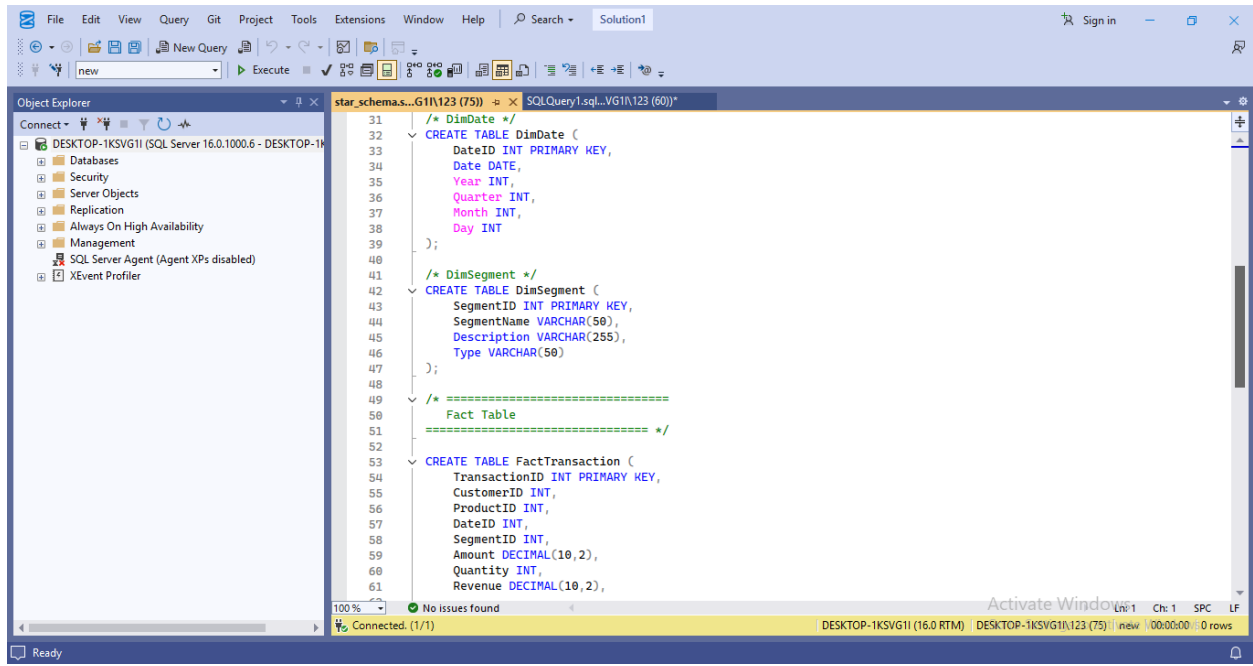 File Edit View Query Git Project Tools Extensions Window Help Search Solution1 Sign in
New Query
new Execute
Object Explorer
Connect
DESKTOP-1KSVG1I (SQL Server 16.0.1000.6 - DESKTOP-1K
Databases
Security
Server Objects
Replication
Always On High Availability
Management
SQL Server Agent (Agent XPs disabled)
XEvent Profiler
star_schema.s...G1I\123 (75)) SQLQuery1.sql...VG1I\123 (60))*
31 /* DimDate */
32 CREATE TABLE DimDate (
33 DateID INT PRIMARY KEY,
34 Date DATE,
35 Year INT,
36 Quarter INT,
37 Month INT,
38 Day INT
39 );
40
41 /* DimSegment */
42 CREATE TABLE DimSegment (
43 SegmentID INT PRIMARY KEY,
44 SegmentName VARCHAR(50),
45 Description VARCHAR(255),
46 Type VARCHAR(50)
47 );
48
49 /* ================================
50 Fact Table
51 ================================ */
52
53 CREATE TABLE FactTransaction (
54 TransactionID INT PRIMARY KEY,
55 CustomerID INT,
56 ProductID INT,
57 DateID INT,
58 SegmentID INT,
59 Amount DECIMAL(10,2),
60 Quantity INT,
61 Revenue DECIMAL(10,2),
100 % No issues found Ln: 1 Ch: 1 SPC LF
Activate Windows
Connected. (1/1) DESKTOP-1KSVG1I (16.0 RTM) DESKTOP-1KSVG1I\123 (75) new 00:00:00 0 rows
Ready